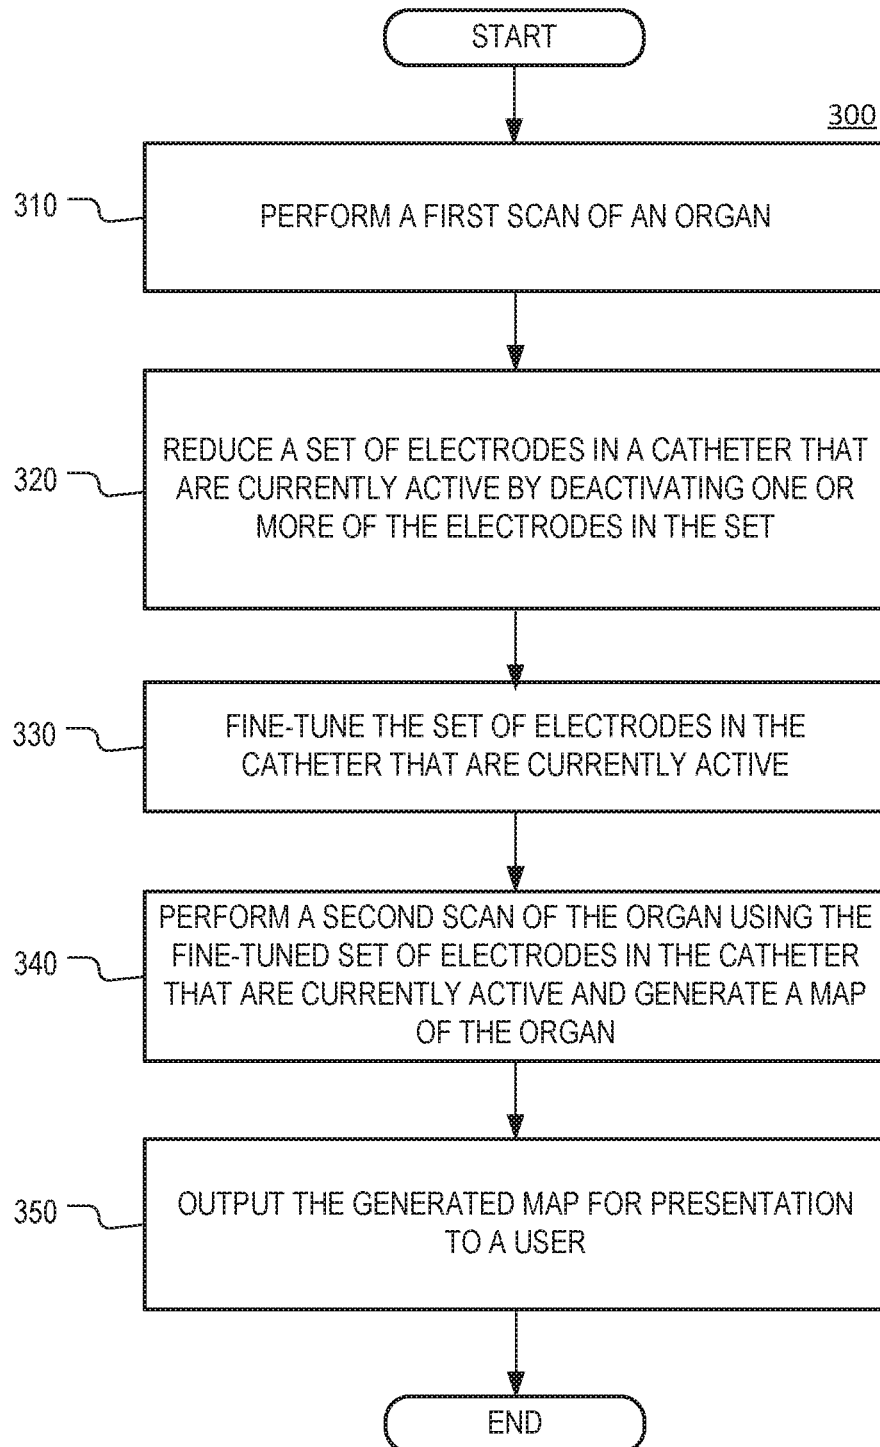 START
300
310
PERFORM A FIRST SCAN OF AN ORGAN
320
REDUCE A SET OF ELECTRODES IN A CATHETER THAT
ARE CURRENTLY ACTIVE BY DEACTIVATING ONE OR
MORE OF THE ELECTRODES IN THE SET
330
FINE-TUNE THE SET OF ELECTRODES IN THE
CATHETER THAT ARE CURRENTLY ACTIVE
340
PERFORM A SECOND SCAN OF THE ORGAN USING THE
FINE-TUNED SET OF ELECTRODES IN THE CATHETER
THAT ARE CURRENTLY ACTIVE AND GENERATE A MAP
OF THE ORGAN
350
OUTPUT THE GENERATED MAP FOR PRESENTATION
TO A USER
END